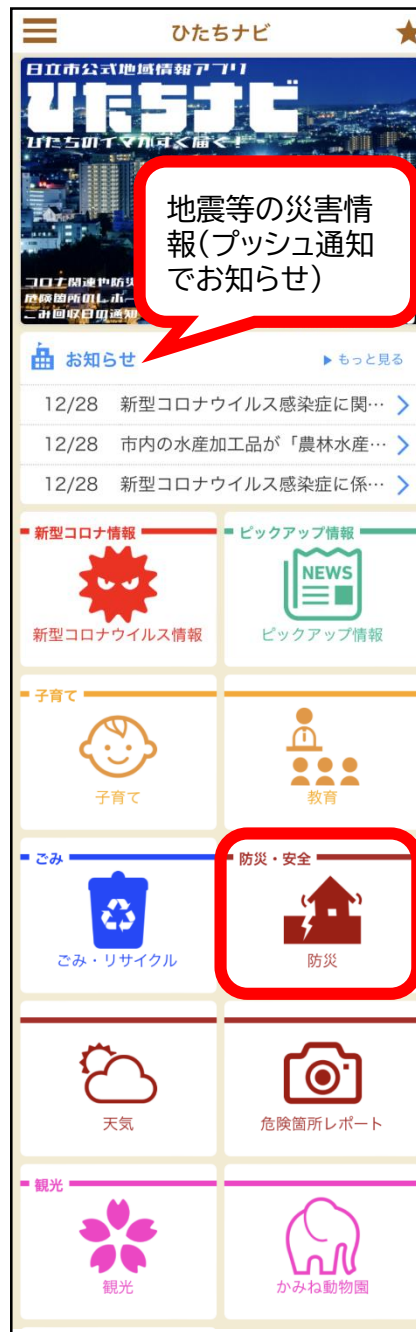 ひたちナビ
日立市公式地域情報アプリ
ひたちナビ
ひたちのイマがすぐ届く!
地震等の災害情
報(プッシュ通知
でお知らせ)
コロナ関連や防災
危険箇所のレポー
ごみ回収日の通知
お知らせ
▶ もっと見る
12/28 新型コロナウイルス感染症に関…
12/28 市内の水産加工品が「農林水産…
12/28 新型コロナウイルス感染症に係…
新型コロナ情報
ピックアップ情報
NEWS
新型コロナウイルス情報
ピックアップ情報
子育て
子育て
教育
ごみ
防災・安全
ごみ・リサイクル
防災
天気
危険箇所レポート
観光
観光
かみね動物園